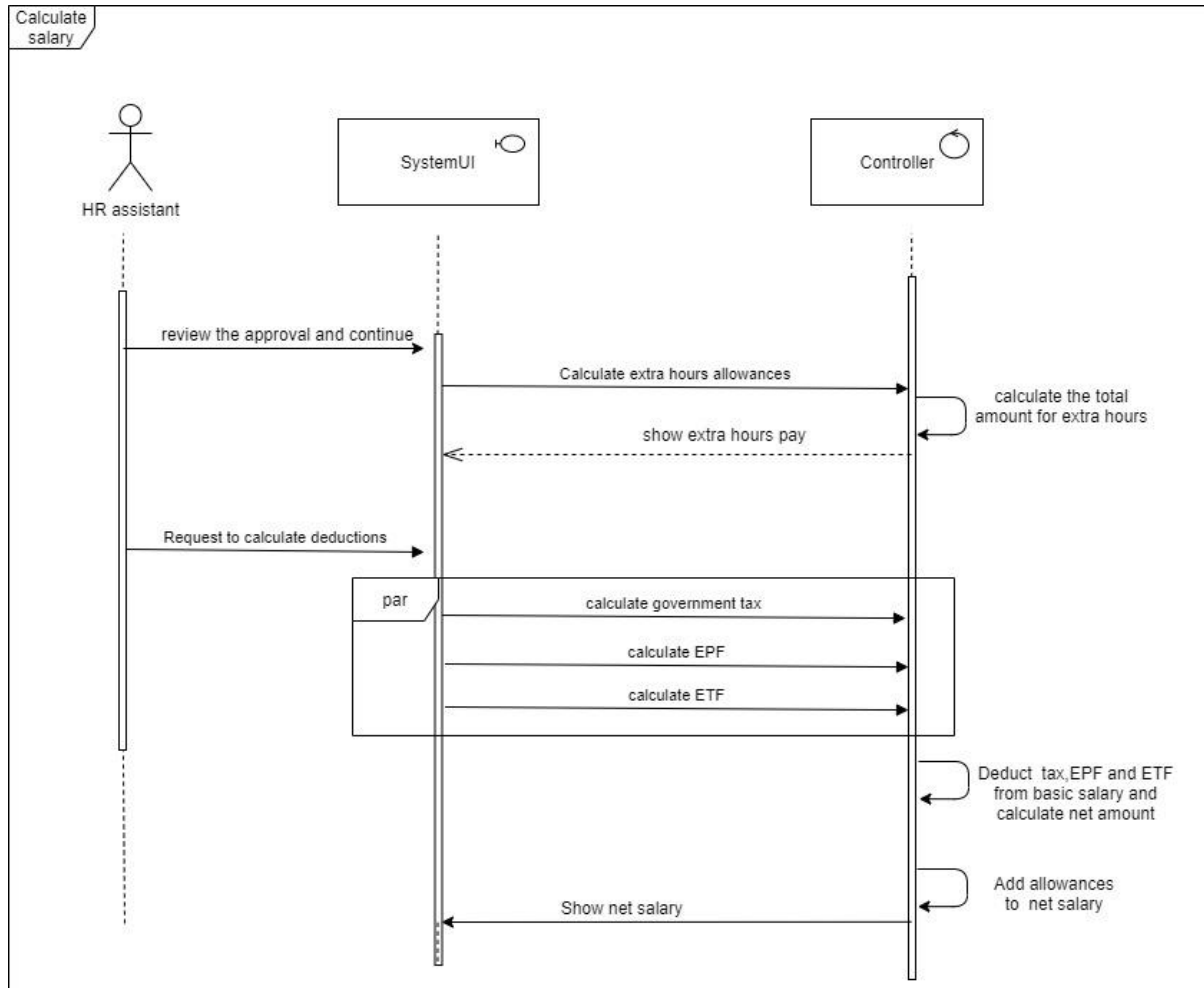 Calculate
salary
SystemUI
Controller
HR assistant
review the approval and continue
Calculate extra hours allowances
calculate the total
amount for extra hours
show extra hours pay
Request to calculate deductions
par
calculate government tax
calculate EPF
calculate ETF
Deduct tax,EPF and ETF
from basic salary and
calculate net amount
Add allowances
to net salary
Show net salary